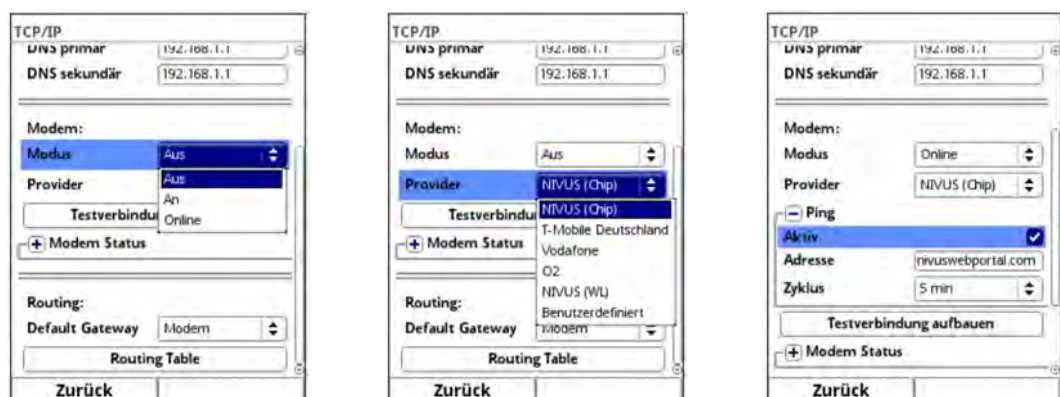 TCP/IP
DNS primär 192.168.1.1
DNS sekundär 192.168.1.1
Modem:
Modus Aus
Aus
An
Online
Provider
Testverbindu
Modem Status
Routing:
Default Gateway Modem
Routing Table
Zurück
TCP/IP
DNS primär 192.168.1.1
DNS sekundär 192.168.1.1
Modem:
Modus Aus
Provider NIVUS (Chip)
NIVUS (Chip)
T-Mobile Deutschland
Vodafone
O2
NIVUS (WL)
Benutzerdefiniert
Testverbindu
Modem Status
Routing:
Default Gateway Modem
Routing Table
Zurück
TCP/IP
DNS primär 192.168.1.1
DNS sekundär 192.168.1.1
Modem:
Modus Online
Provider NIVUS (Chip)
Ping
Aktiv
Adresse nivuswebportal.com
Zyklus 5 min
Testverbindung aufbauen
Modem Status
Zurück